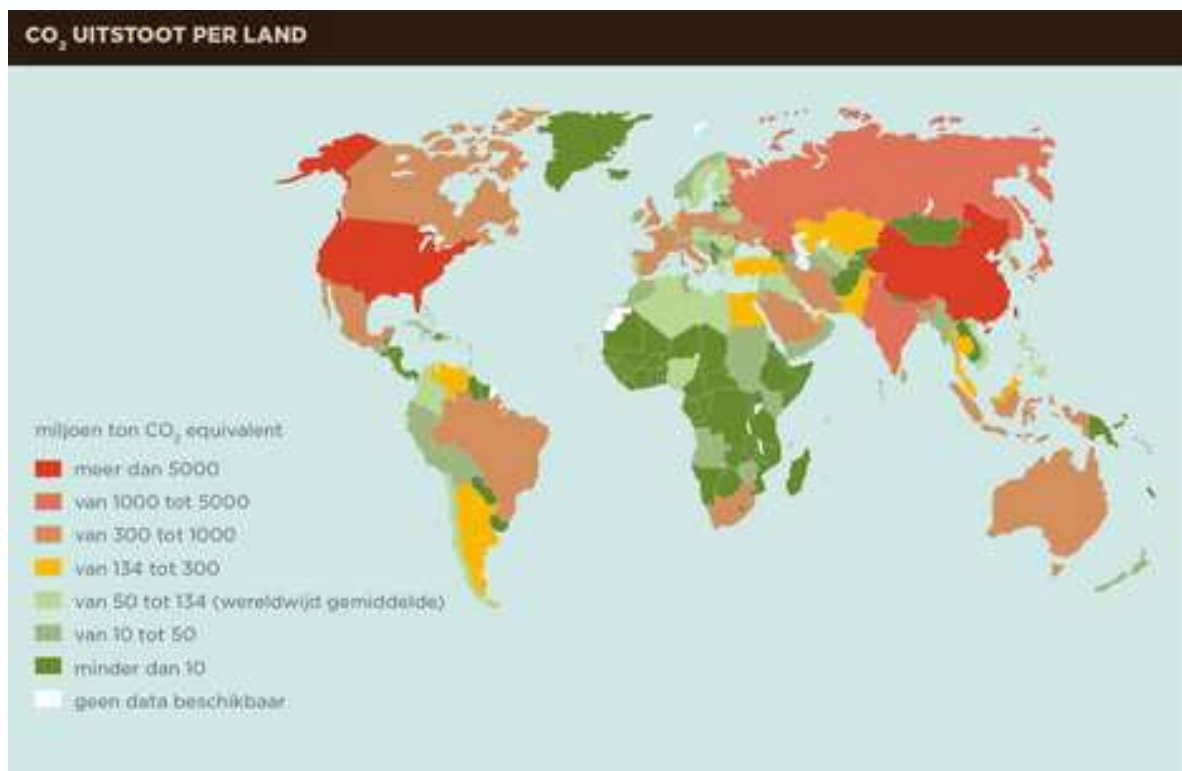 CO₂ UITSTOOT PER LAND
miljoen ton CO₂ equivalent
meer dan 5000
van 1000 tot 5000
van 300 tot 1000
van 134 tot 300
van 50 tot 134 (wereldwijd gemiddelde)
van 10 tot 50
minder dan 10
geen data beschikbaar